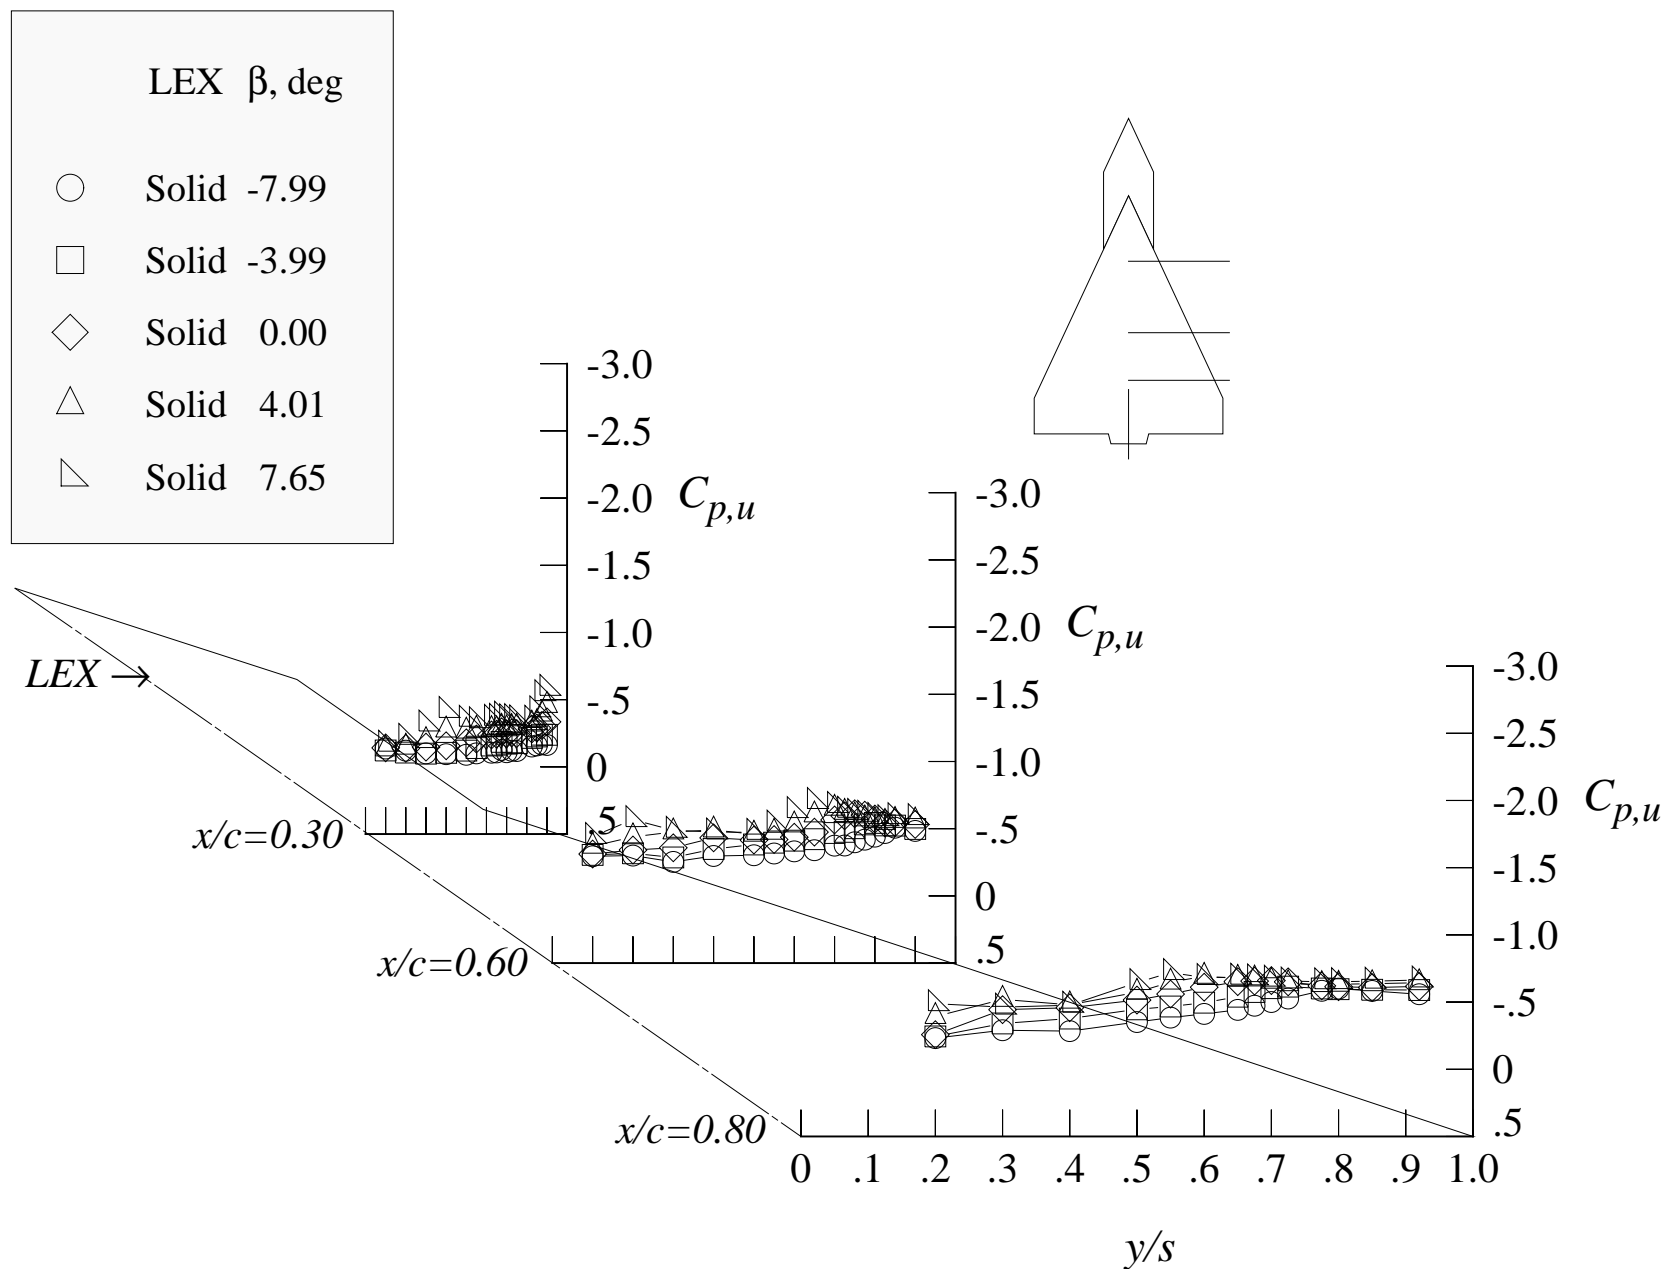 LEX β, deg
Solid -7.99
Solid -3.99
Solid 0.00
Solid 4.01
Solid 7.65
-3.0
-2.5
-2.0 Cp,u
-1.5
-1.0
-.5
0
.5
-3.0
-2.5
-2.0 Cp,u
-1.5
-1.0
-.5
0
.5
-3.0
-2.5
-2.0 Cp,u
-1.5
-1.0
-.5
0
.5
LEX →
x/c=0.30
x/c=0.60
x/c=0.80
0 .1 .2 .3 .4 .5 .6 .7 .8 .9 1.0
y/s